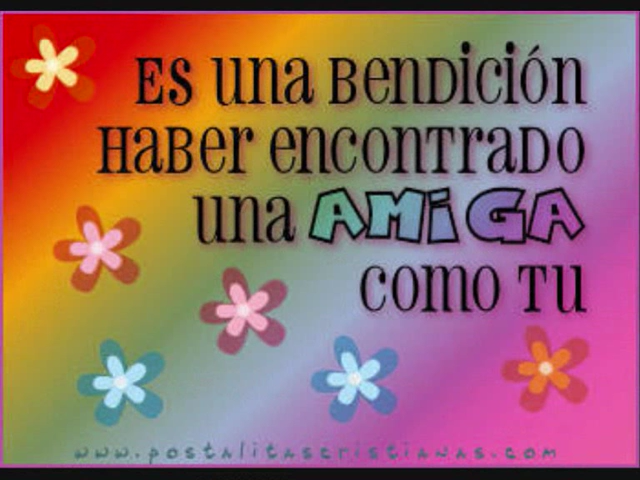 Es una bendición
haber encontrado
una AMIGA
como tu
www.postalitascristianas.com